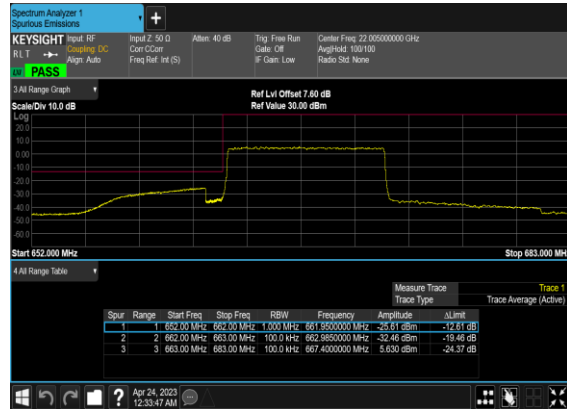 Spectrum Analyzer 1
Spurious Emissions
KEYSIGHT Input: RF Input Z: 50 Ω Atten: 40 dB Trig: Free Run Center Freq: 22.005000000 GHz
RLT Coupling: DC Corr CCorr Gate: Off Avg|Hold: 100/100
Align: Auto Freq Ref: Int (S) IF Gain: Low Radio Std: None
PASS
3 All Range Graph
Ref Lvl Offset 7.60 dB
Scale/Div 10.0 dB Ref Value 30.00 dBm
Log
20.0
10.0
0.00
-10.0
-20.0
-30.0
-40.0
-50.0
-60.0
Start 652.000 MHz Stop 683.000 MH
4 All Range Table
Measure Trace Trace 1
Trace Type Trace Average (Active)
Spur Range Start Freq Stop Freq RBW Frequency Amplitude ΔLimit
1 1 652.00 MHz 662.00 MHz 1.000 MHz 661.9500000 MHz -25.61 dBm -12.61 dB
2 2 662.00 MHz 663.00 MHz 100.0 kHz 662.9850000 MHz -32.46 dBm -19.46 dB
3 3 663.00 MHz 683.00 MHz 100.0 kHz 667.4000000 MHz 5.630 dBm -24.37 dB
Apr 24, 2023
12:33:47 AM